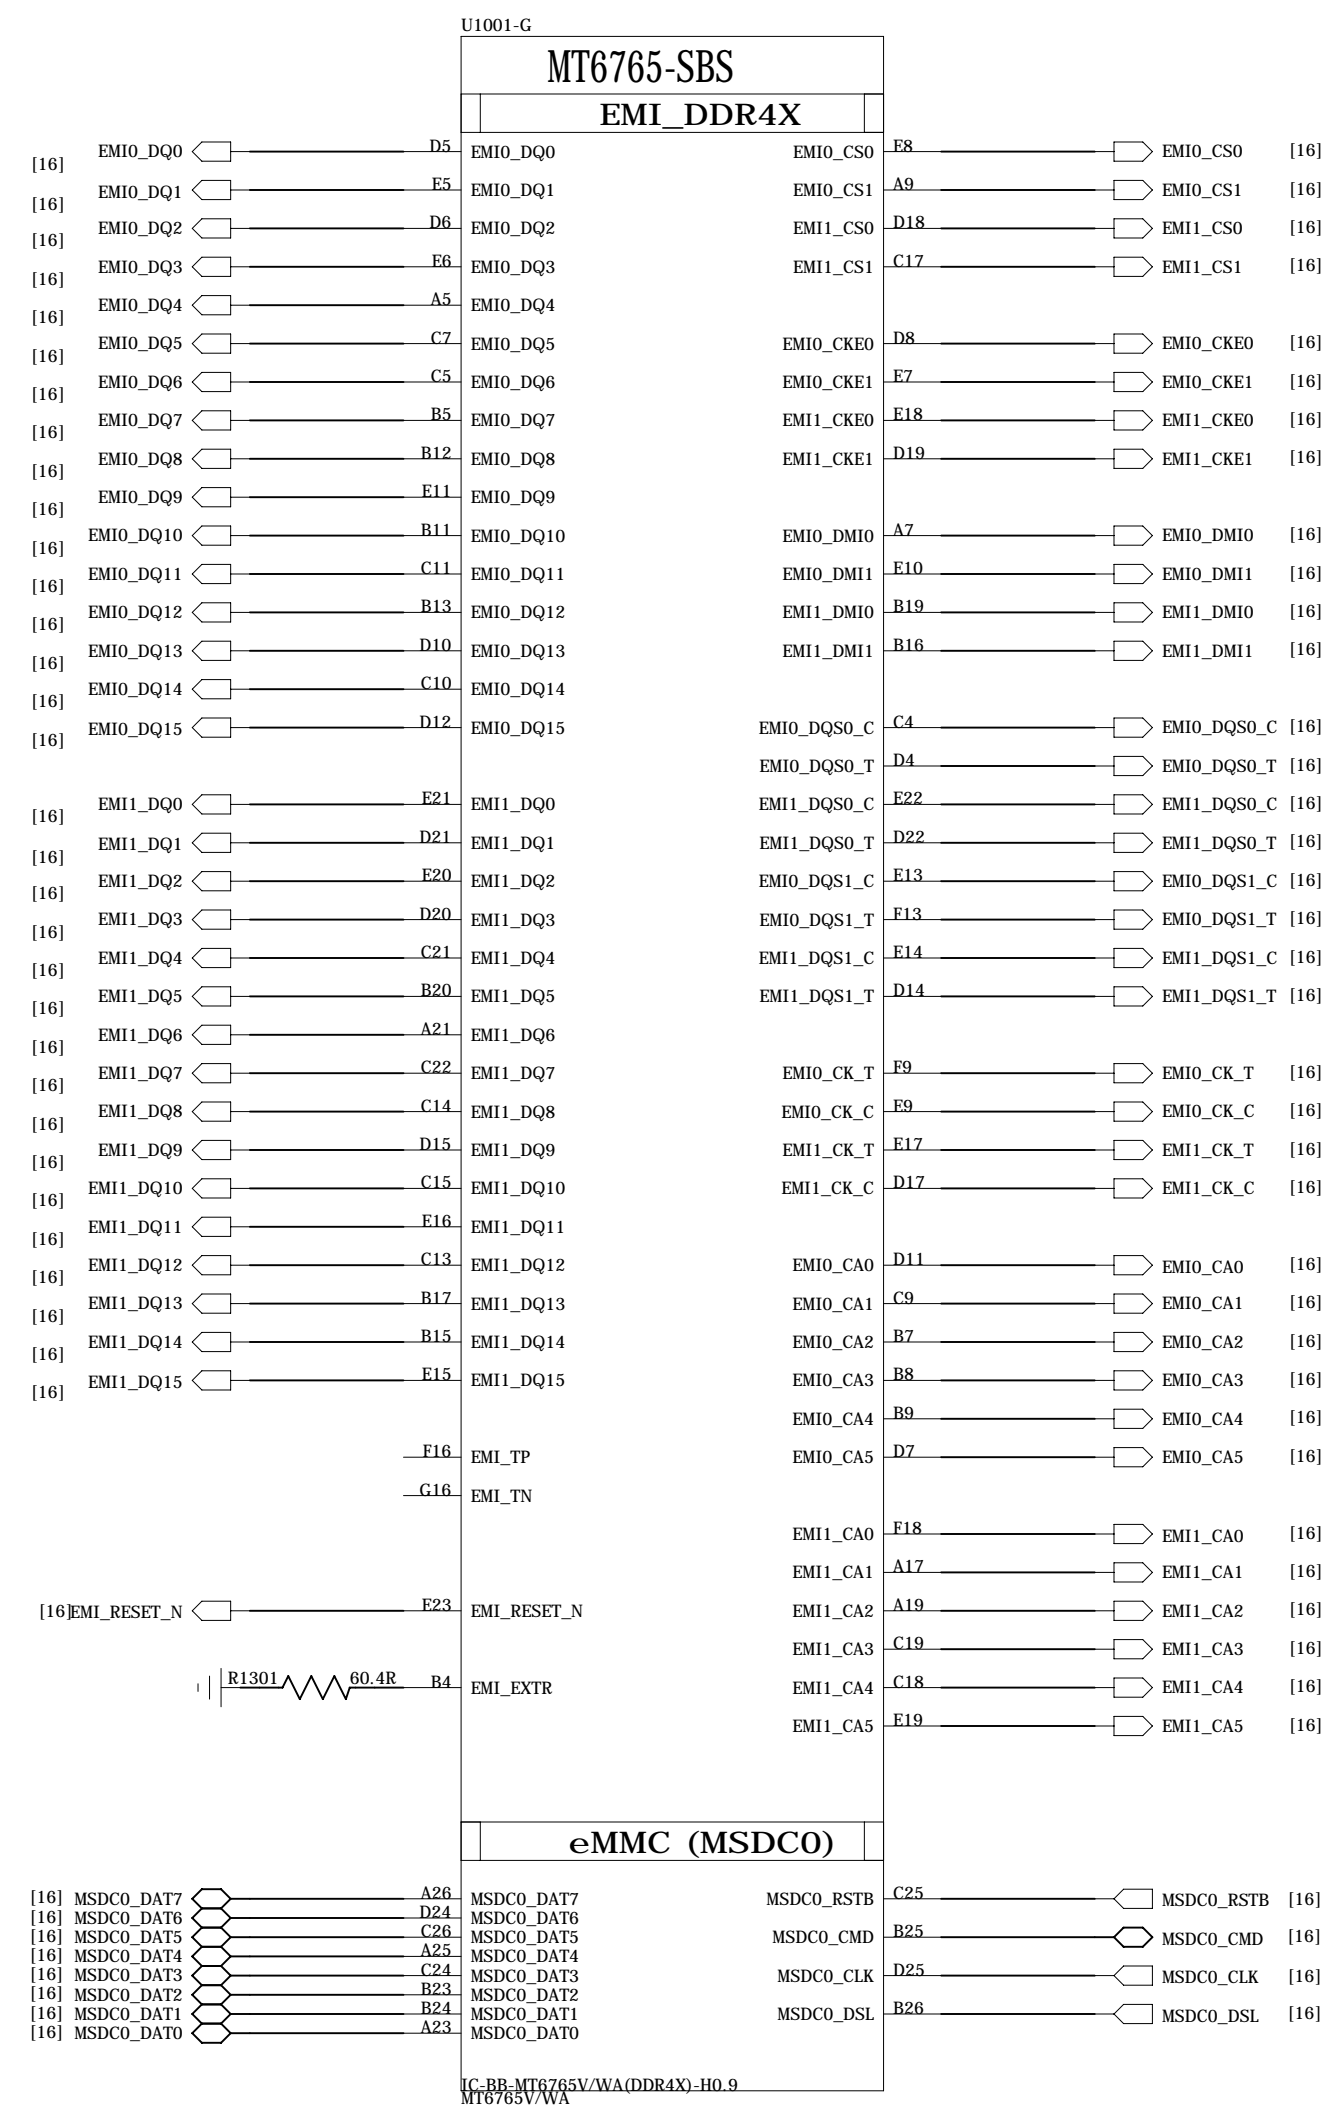 U1001-G
MT6765-SBS
EMI_DDR4X
[16] EMI0_DQ0 D5 EMI0_DQ0 EMI0_CS0 E8 EMI0_CS0 [16]
[16] EMI0_DQ1 E5 EMI0_DQ1 EMI0_CS1 A9 EMI0_CS1 [16]
[16] EMI0_DQ2 D6 EMI0_DQ2 EMI1_CS0 D18 EMI1_CS0 [16]
[16] EMI0_DQ3 E6 EMI0_DQ3 EMI1_CS1 C17 EMI1_CS1 [16]
[16] EMI0_DQ4 A5 EMI0_DQ4
[16] EMI0_DQ5 C7 EMI0_DQ5 EMI0_CKE0 D8 EMI0_CKE0 [16]
[16] EMI0_DQ6 C5 EMI0_DQ6 EMI0_CKE1 E7 EMI0_CKE1 [16]
[16] EMI0_DQ7 B5 EMI0_DQ7 EMI1_CKE0 E18 EMI1_CKE0 [16]
[16] EMI0_DQ8 B12 EMI0_DQ8 EMI1_CKE1 D19 EMI1_CKE1 [16]
[16] EMI0_DQ9 E11 EMI0_DQ9
[16] EMI0_DQ10 B11 EMI0_DQ10 EMI0_DMI0 A7 EMI0_DMI0 [16]
[16] EMI0_DQ11 C11 EMI0_DQ11 EMI0_DMI1 E10 EMI0_DMI1 [16]
[16] EMI0_DQ12 B13 EMI0_DQ12 EMI1_DMI0 B19 EMI1_DMI0 [16]
[16] EMI0_DQ13 D10 EMI0_DQ13 EMI1_DMI1 B16 EMI1_DMI1 [16]
[16] EMI0_DQ14 C10 EMI0_DQ14
[16] EMI0_DQ15 D12 EMI0_DQ15 EMI0_DQS0_C C4 EMI0_DQS0_C [16]
EMI0_DQS0_T D4 EMI0_DQS0_T [16]
[16] EMI1_DQ0 E21 EMI1_DQ0 EMI1_DQS0_C E22 EMI1_DQS0_C [16]
[16] EMI1_DQ1 D21 EMI1_DQ1 EMI1_DQS0_T D22 EMI1_DQS0_T [16]
[16] EMI1_DQ2 E20 EMI1_DQ2 EMI0_DQS1_C E13 EMI0_DQS1_C [16]
[16] EMI1_DQ3 D20 EMI1_DQ3 EMI0_DQS1_T F13 EMI0_DQS1_T [16]
[16] EMI1_DQ4 C21 EMI1_DQ4 EMI1_DQS1_C E14 EMI1_DQS1_C [16]
[16] EMI1_DQ5 B20 EMI1_DQ5 EMI1_DQS1_T D14 EMI1_DQS1_T [16]
[16] EMI1_DQ6 A21 EMI1_DQ6
[16] EMI1_DQ7 C22 EMI1_DQ7 EMI0_CK_T F9 EMI0_CK_T [16]
[16] EMI1_DQ8 C14 EMI1_DQ8 EMI0_CK_C E9 EMI0_CK_C [16]
[16] EMI1_DQ9 D15 EMI1_DQ9 EMI1_CK_T E17 EMI1_CK_T [16]
[16] EMI1_DQ10 C15 EMI1_DQ10 EMI1_CK_C D17 EMI1_CK_C [16]
[16] EMI1_DQ11 E16 EMI1_DQ11
[16] EMI1_DQ12 C13 EMI1_DQ12 EMI0_CA0 D11 EMI0_CA0 [16]
[16] EMI1_DQ13 B17 EMI1_DQ13 EMI0_CA1 C9 EMI0_CA1 [16]
[16] EMI1_DQ14 B15 EMI1_DQ14 EMI0_CA2 B7 EMI0_CA2 [16]
[16] EMI1_DQ15 E15 EMI1_DQ15 EMI0_CA3 B8 EMI0_CA3 [16]
EMI0_CA4 B9 EMI0_CA4 [16]
F16 EMI_TP EMI0_CA5 D7 EMI0_CA5 [16]
G16 EMI_TN
EMI1_CA0 F18 EMI1_CA0 [16]
EMI1_CA1 A17 EMI1_CA1 [16]
[16]EMI_RESET_N E23 EMI_RESET_N EMI1_CA2 A19 EMI1_CA2 [16]
EMI1_CA3 C19 EMI1_CA3 [16]
R1301 60.4R B4 EMI_EXTR EMI1_CA4 C18 EMI1_CA4 [16]
EMI1_CA5 E19 EMI1_CA5 [16]
eMMC (MSDC0)
[16] MSDC0_DAT7 A26 MSDC0_DAT7 MSDC0_RSTB C25 MSDC0_RSTB [16]
[16] MSDC0_DAT6 D24 MSDC0_DAT6
[16] MSDC0_DAT5 C26 MSDC0_DAT5 MSDC0_CMD B25 MSDC0_CMD [16]
[16] MSDC0_DAT4 A25 MSDC0_DAT4
[16] MSDC0_DAT3 C24 MSDC0_DAT3 MSDC0_CLK D25 MSDC0_CLK [16]
[16] MSDC0_DAT2 B23 MSDC0_DAT2
[16] MSDC0_DAT1 B24 MSDC0_DAT1 MSDC0_DSL B26 MSDC0_DSL [16]
[16] MSDC0_DAT0 A23 MSDC0_DAT0
IC-BB-MT6765V/WA(DDR4X)-H0.9
MT6765V/WA